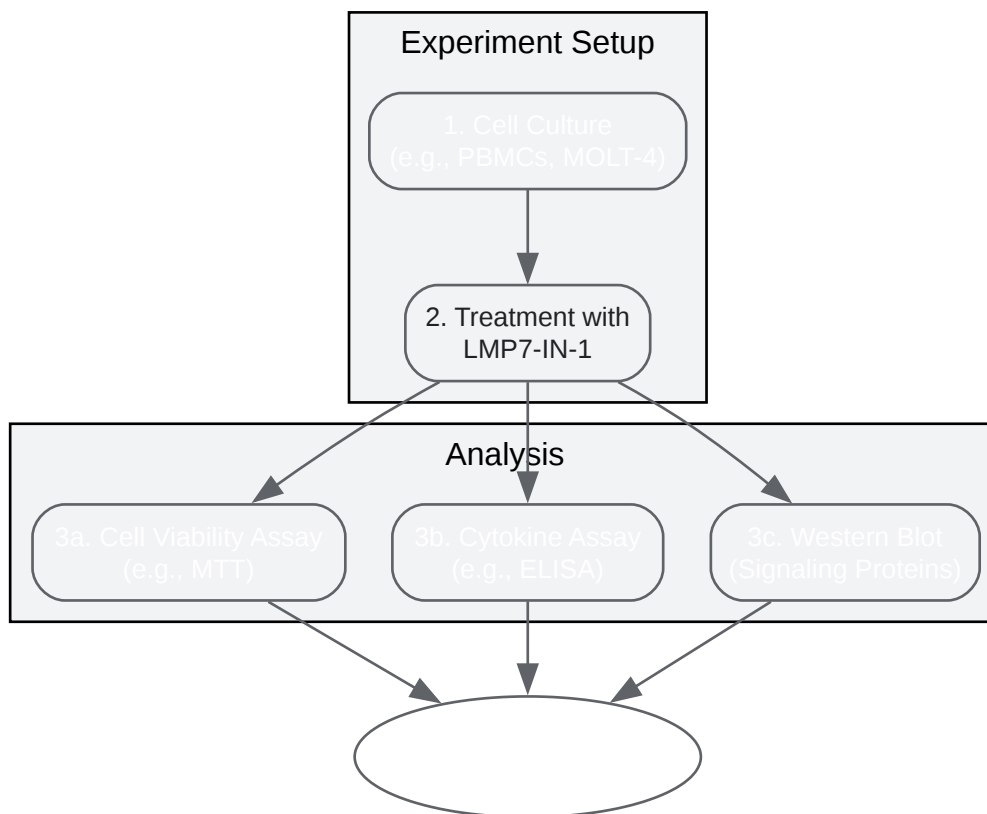 Experiment Setup
1. Cell Culture
(e.g., PBMCs, MOLT-4)
2. Treatment with
LMP7-IN-1
Analysis
3a. Cell Viability Assay
(e.g., MTT)
3b. Cytokine Assay
(e.g., ELISA)
3c. Western Blot
(Signaling Proteins)